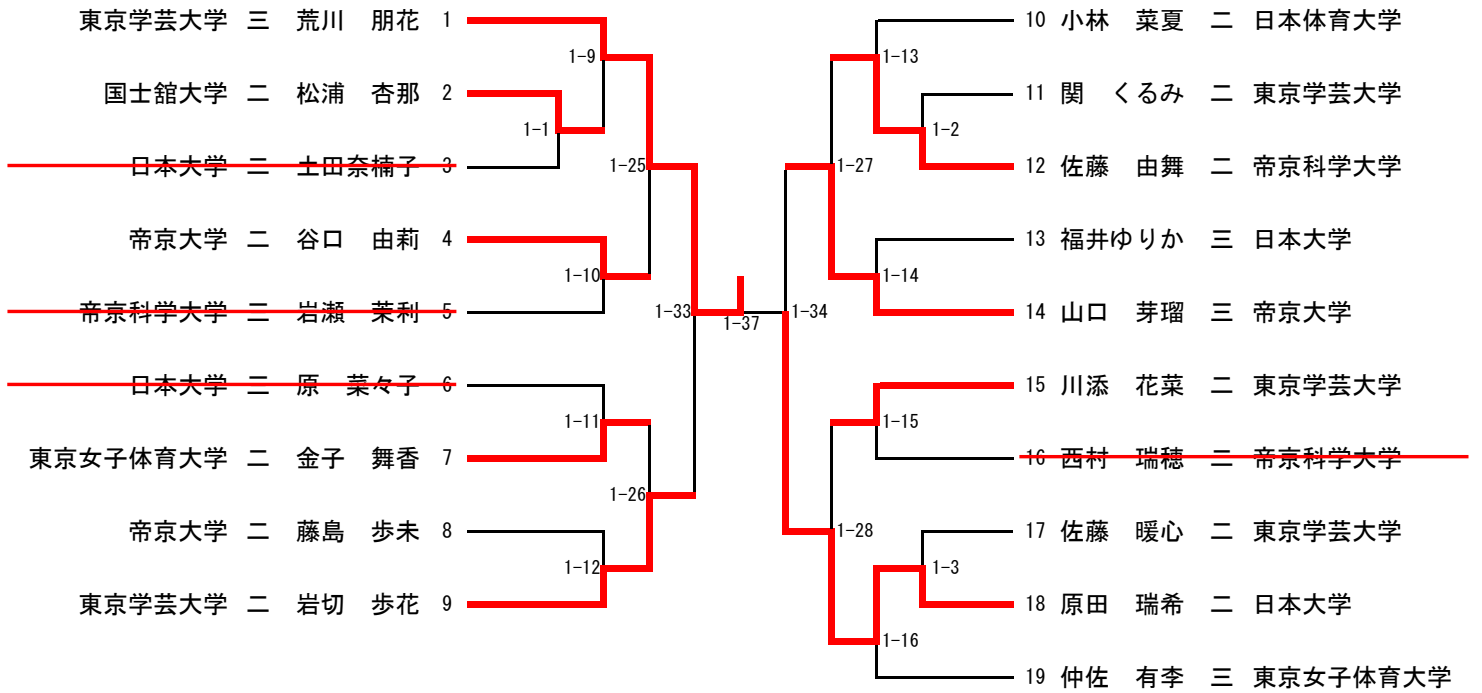 東京学芸大学 三 荒川 朋花 1
国士舘大学 二 松浦 杏那 2
日本大学 二 土田奈楠子 3
帝京大学 二 谷口 由莉 4
帝京科学大学 二 岩瀬 茉利 5
日本大学 二 原 菜々子 6
東京女子体育大学 二 金子 舞香 7
帝京大学 二 藤島 歩未 8
東京学芸大学 二 岩切 歩花 9
1-9
1-1
1-25
1-10
1-33
1-11
1-26
1-12
1-37
10 小林 菜夏 二 日本体育大学
11 関 くるみ 二 東京学芸大学
12 佐藤 由舞 二 帝京科学大学
13 福井ゆりか 三 日本大学
14 山口 芽瑠 三 帝京大学
15 川添 花菜 二 東京学芸大学
16 西村 瑞穂 二 帝京科学大学
17 佐藤 暖心 二 東京学芸大学
18 原田 瑞希 二 日本大学
19 仲佐 有李 三 東京女子体育大学
1-13
1-2
1-27
1-14
1-34
1-15
1-28
1-3
1-16